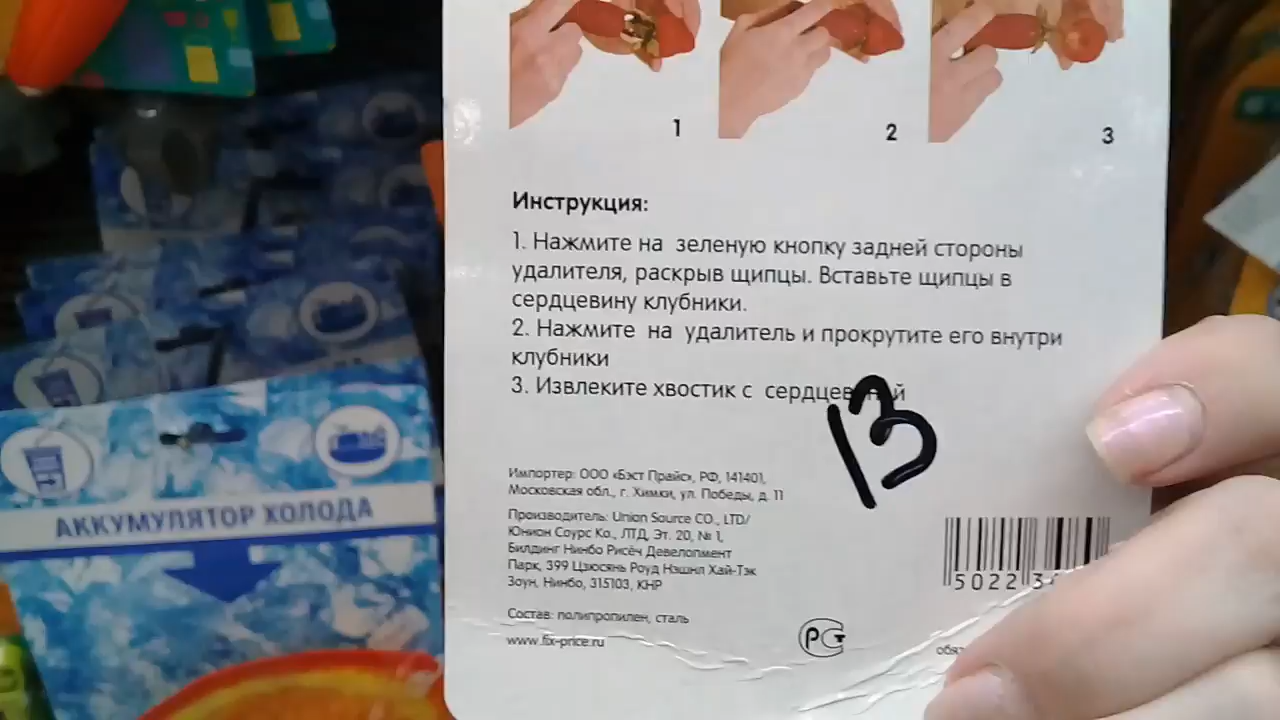 1 2 3
Инструкция:
1. Нажмите на зеленую кнопку задней стороны
удалителя, раскрыв щипцы. Вставьте щипцы в
сердцевину клубники.
2. Нажмите на удалитель и прокрутите его внутри
клубники
3. Извлеките хвостик с
13
Импортер: ООО «Бэст Прайс», РФ, 141401,
Московская обл., г. Химки, ул. Победы, д. 11
Производитель: Union Source CO., LTD/
Юнион Соурс Ко., ЛТД, Эт. 20, № 1,
Билдинг Нинбо Рисёч Девелопмент
Парк, 399 Цзюсянь Роуд Нэшнл Хай-Тэк
Зоун, Нинбо, 315103, КНР
Состав: полипропилен, сталь
www.fix-price.ru
РСТ
5022
АККУМУЛЯТОР ХОЛОДА